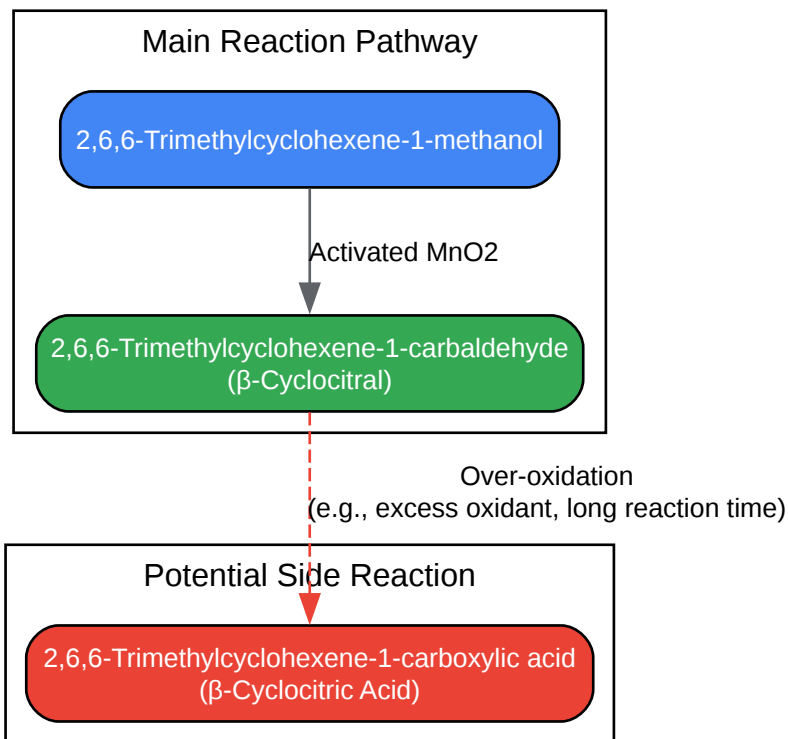 Main Reaction Pathway
2,6,6-Trimethylcyclohexene-1-methanol
Activated MnO2
2,6,6-Trimethylcyclohexene-1-carbaldehyde
(β-Cyclocitral)
Over-oxidation
(e.g., excess oxidant, long reaction time)
Potential Side Reaction
2,6,6-Trimethylcyclohexene-1-carboxylic acid
(β-Cyclocitric Acid)